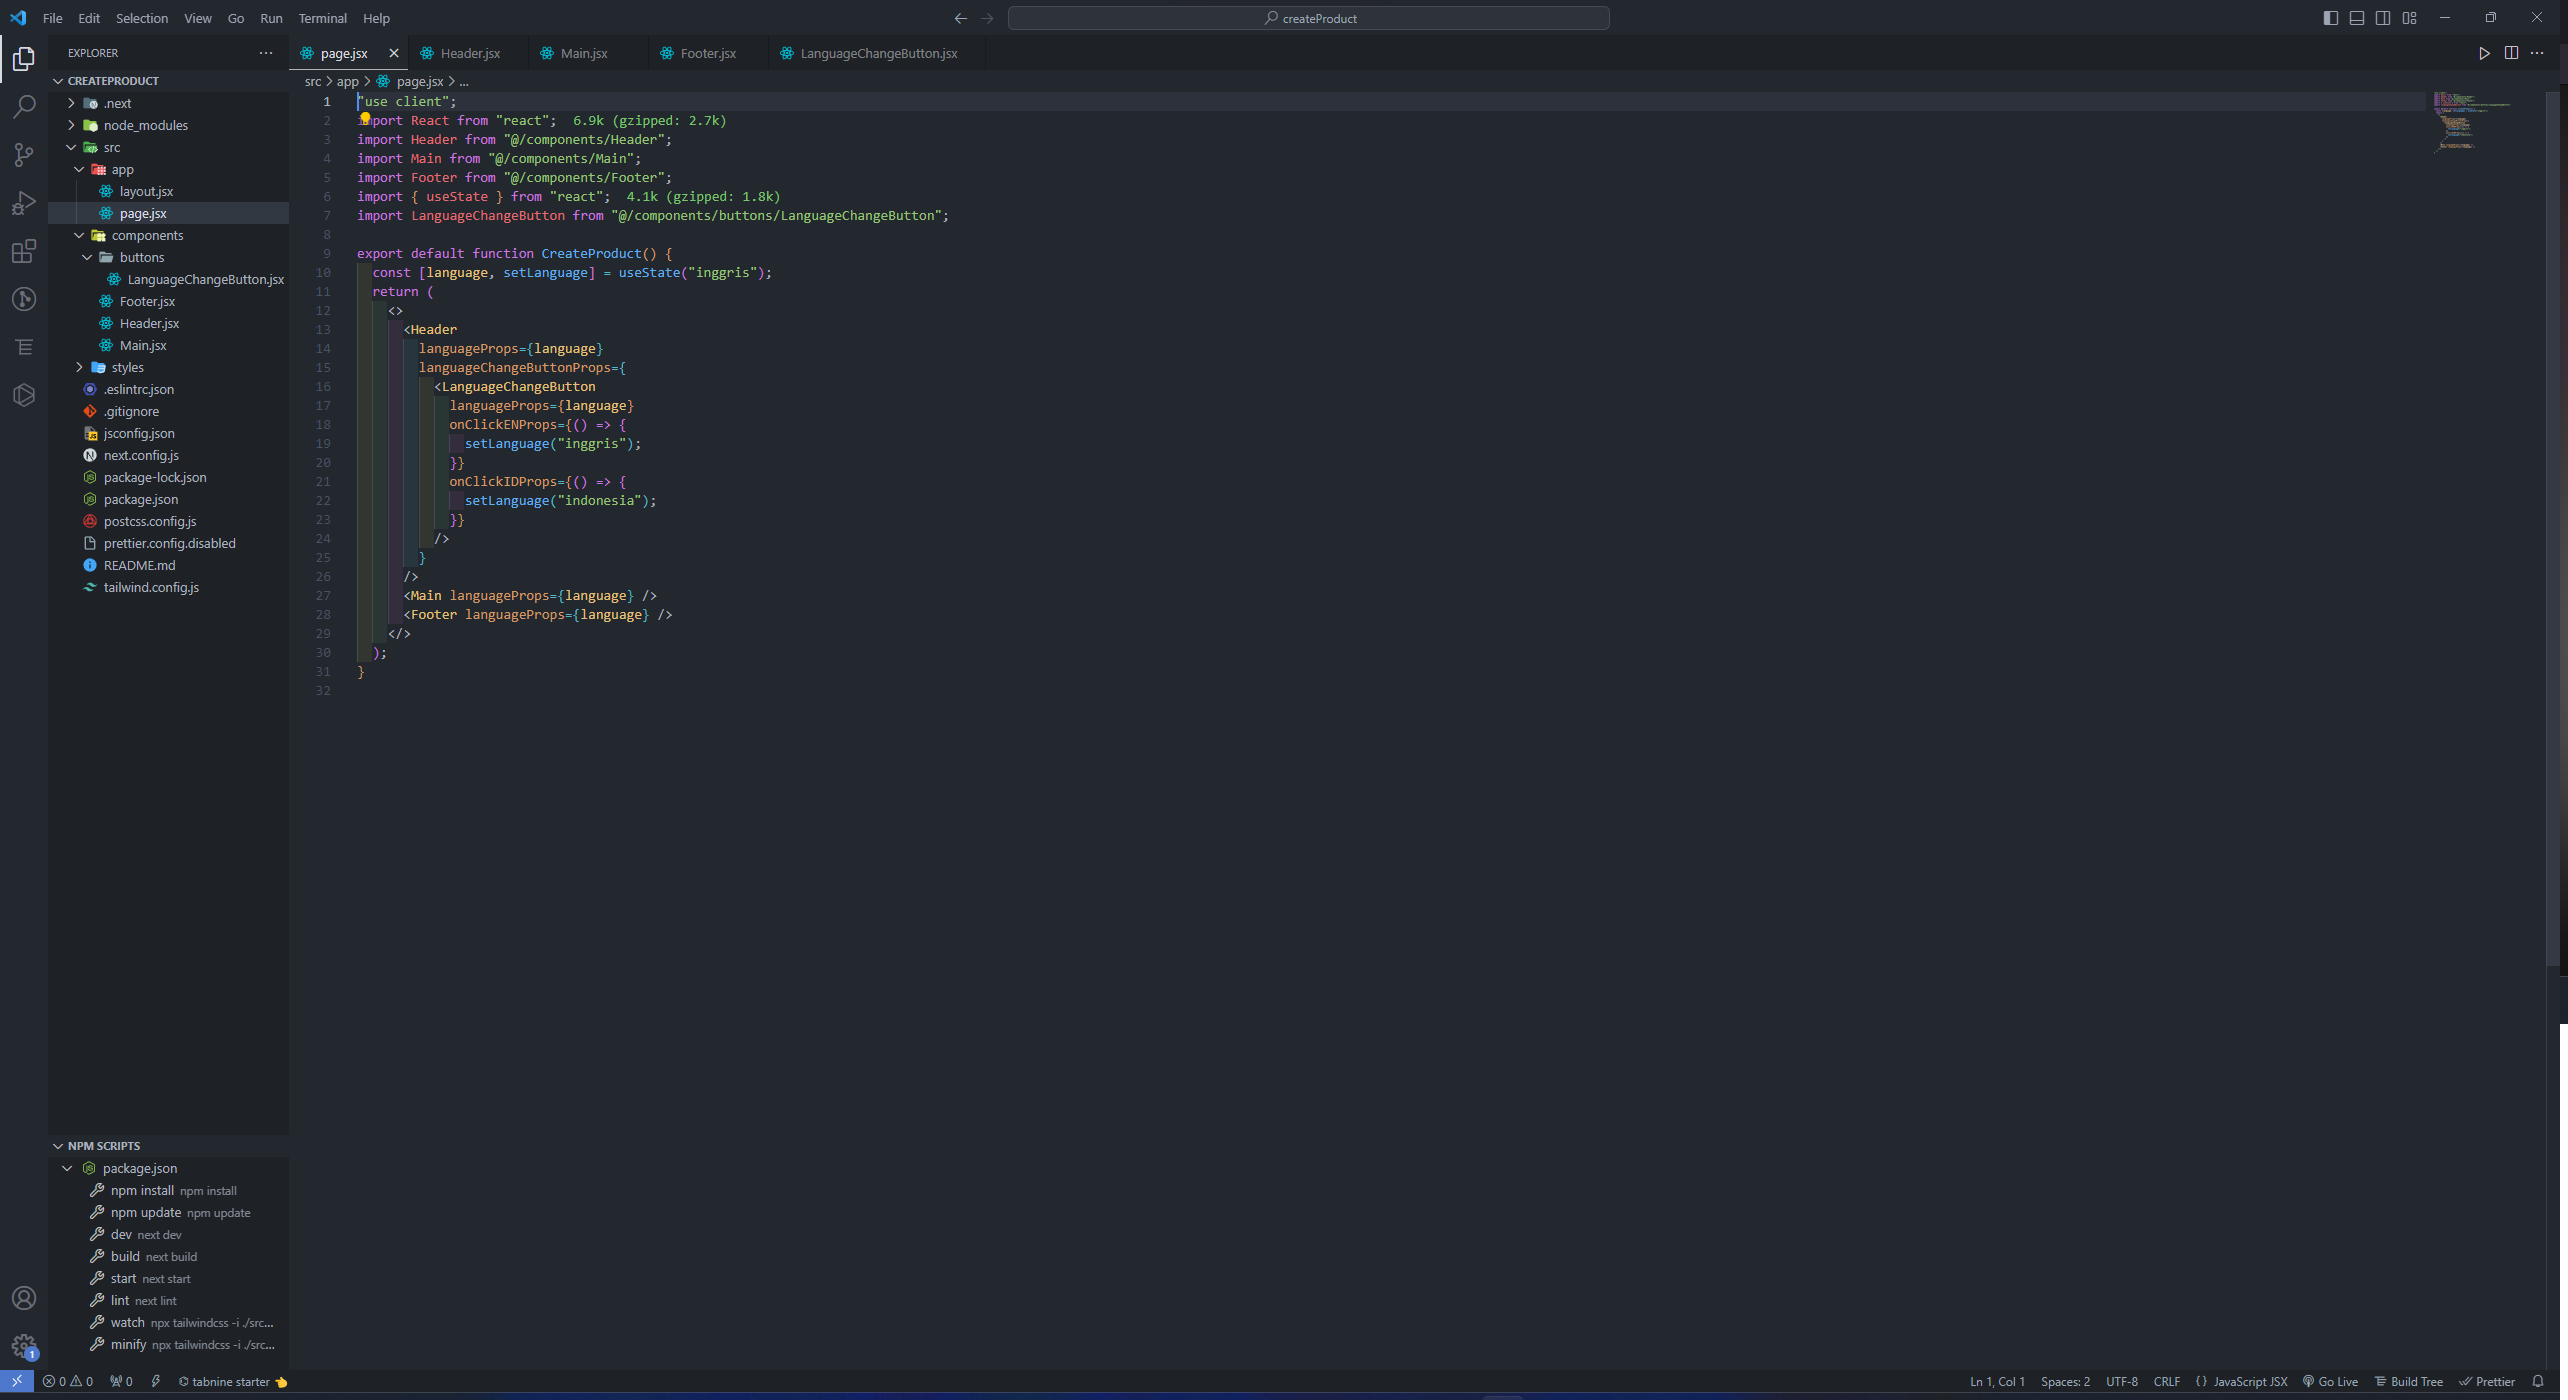 File Edit Selection View Go Run Terminal Help
createProduct
EXPLORER
page.jsx Header.jsx Main.jsx Footer.jsx LanguageChangeButton.jsx
CREATEPRODUCT
.next
node_modules
src
app
layout.jsx
page.jsx
components
buttons
LanguageChangeButton.jsx
Footer.jsx
Header.jsx
Main.jsx
styles
.eslintrc.json
.gitignore
jsconfig.json
next.config.js
package-lock.json
package.json
postcss.config.js
prettier.config.disabled
README.md
tailwind.config.js
NPM SCRIPTS
package.json
npm install npm install
npm update npm update
dev next dev
build next build
start next start
lint next lint
watch npx tailwindcss -i ./src...
minify npx tailwindcss -i ./src...
src > app > page.jsx > ...
1 "use client";
2 import React from "react"; 6.9k (gzipped: 2.7k)
3 import Header from "@/components/Header";
4 import Main from "@/components/Main";
5 import Footer from "@/components/Footer";
6 import { useState } from "react"; 4.1k (gzipped: 1.8k)
7 import LanguageChangeButton from "@/components/buttons/LanguageChangeButton";
8
9 export default function CreateProduct() {
10 const [language, setLanguage] = useState("inggris");
11 return (
12 <>
13 <Header
14 languageProps={language}
15 languageChangeButtonProps={
16 <LanguageChangeButton
17 languageProps={language}
18 onClickENProps={() => {
19 setLanguage("inggris");
20 }}
21 onClickIDProps={() => {
22 setLanguage("indonesia");
23 }}
24 />
25 }
26 />
27 <Main languageProps={language} />
28 <Footer languageProps={language} />
29 </>
30 );
31 }
32
1
0 0 0 tabnine starter Ln 1, Col 1 Spaces: 2 UTF-8 CRLF {} JavaScript JSX Go Live Build Tree Prettier